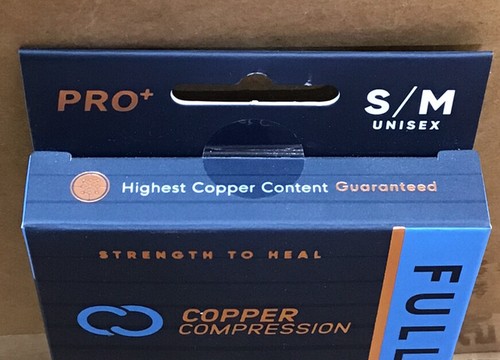 PRO+
S/M
UNISEX
Highest Copper Content Guaranteed
STRENGTH TO HEAL
COPPER
COMPRESSION
FULL